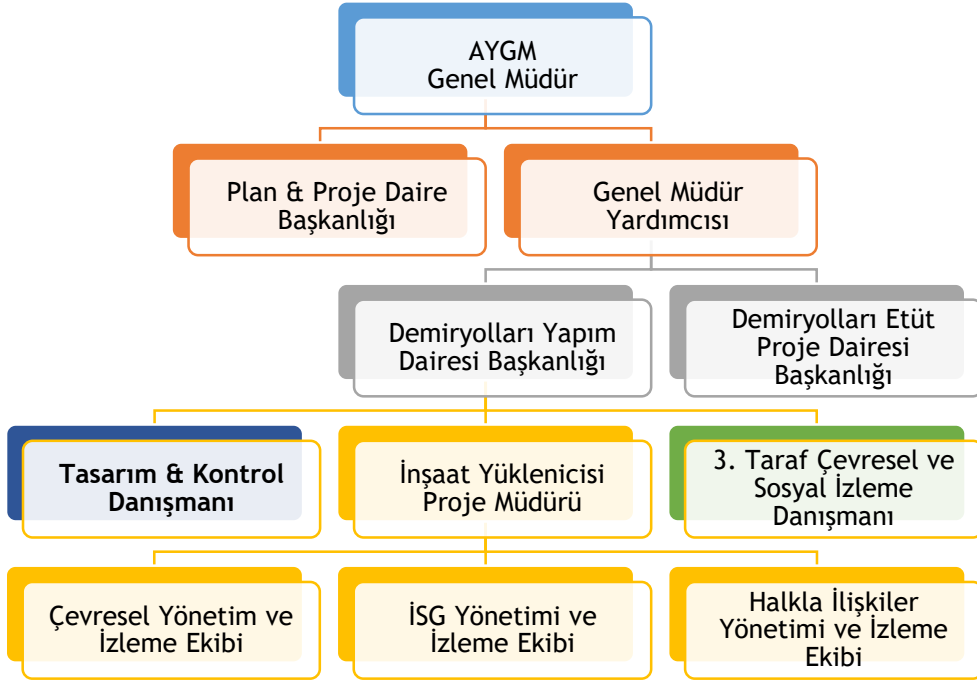 AYGM
Genel Müdür
Plan & Proje Daire
Başkanlığı
Genel Müdür
Yardımcısı
Demiryolları Yapım
Dairesi Başkanlığı
Demiryolları Etüt
Proje Dairesi
Başkanlığı
Tasarım & Kontrol
Danışmanı
İnşaat Yüklenicisi
Proje Müdürü
3. Taraf Çevresel ve
Sosyal İzleme
Danışmanı
Çevresel Yönetim ve
İzleme Ekibi
İSG Yönetimi ve
İzleme Ekibi
Halkla İlişkiler
Yönetimi ve İzleme
Ekibi